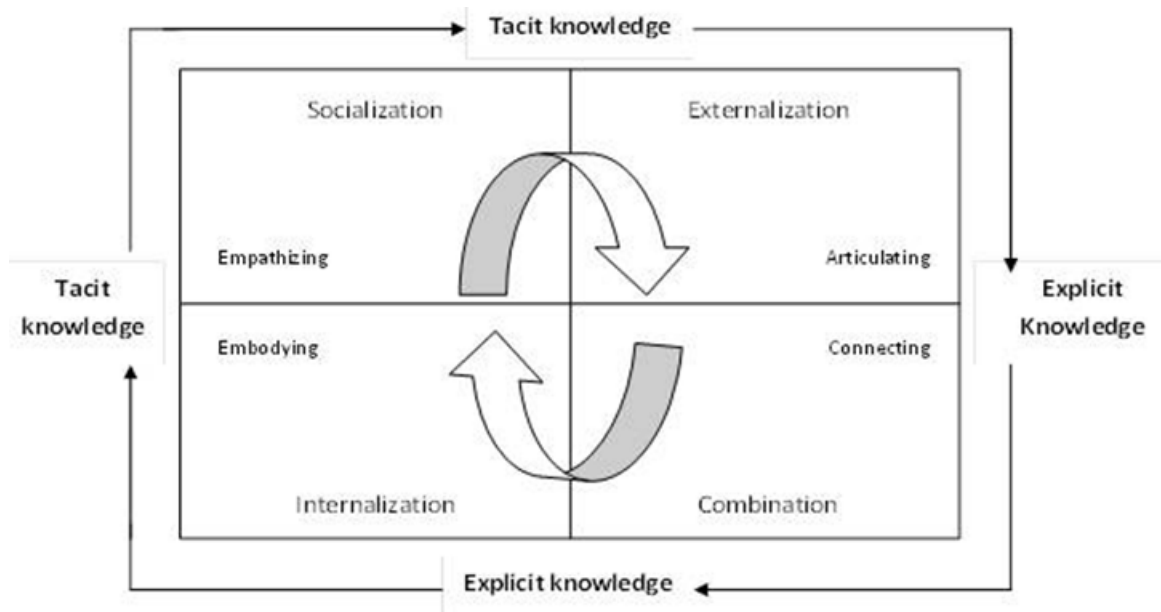 Tacit knowledge
Socialization
Externalization
Empathizing
Articulating
Tacit
knowledge
Explicit
Knowledge
Embodying
Connecting
Internalization
Combination
Explicit knowledge